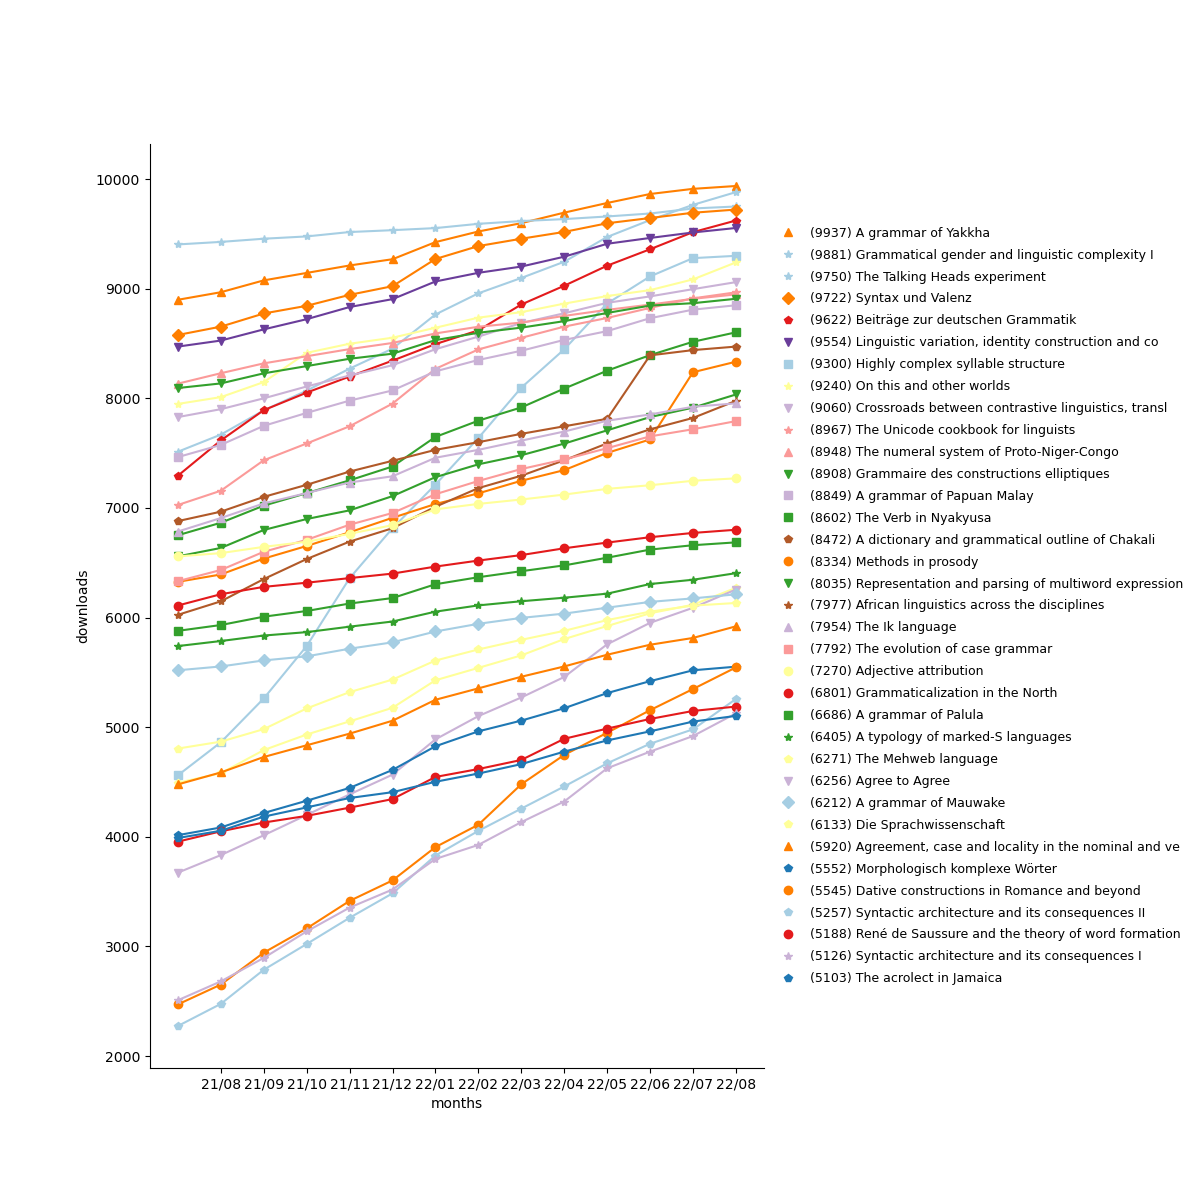 10000
9000
8000
7000
6000
5000
4000
3000
2000
downloads
21/08 21/09 21/10 21/11 21/12 22/01 22/02 22/03 22/04 22/05 22/06 22/07 22/08
months
(9937) A grammar of Yakkha
(9881) Grammatical gender and linguistic complexity I
(9750) The Talking Heads experiment
(9722) Syntax und Valenz
(9622) Beiträge zur deutschen Grammatik
(9554) Linguistic variation, identity construction and co
(9300) Highly complex syllable structure
(9240) On this and other worlds
(9060) Crossroads between contrastive linguistics, transl
(8967) The Unicode cookbook for linguists
(8948) The numeral system of Proto-Niger-Congo
(8908) Grammaire des constructions elliptiques
(8849) A grammar of Papuan Malay
(8602) The Verb in Nyakyusa
(8472) A dictionary and grammatical outline of Chakali
(8334) Methods in prosody
(8035) Representation and parsing of multiword expression
(7977) African linguistics across the disciplines
(7954) The Ik language
(7792) The evolution of case grammar
(7270) Adjective attribution
(6801) Grammaticalization in the North
(6686) A grammar of Palula
(6405) A typology of marked-S languages
(6271) The Mehweb language
(6256) Agree to Agree
(6212) A grammar of Mauwake
(6133) Die Sprachwissenschaft
(5920) Agreement, case and locality in the nominal and ve
(5552) Morphologisch komplexe Wörter
(5545) Dative constructions in Romance and beyond
(5257) Syntactic architecture and its consequences II
(5188) René de Saussure and the theory of word formation
(5126) Syntactic architecture and its consequences I
(5103) The acrolect in Jamaica